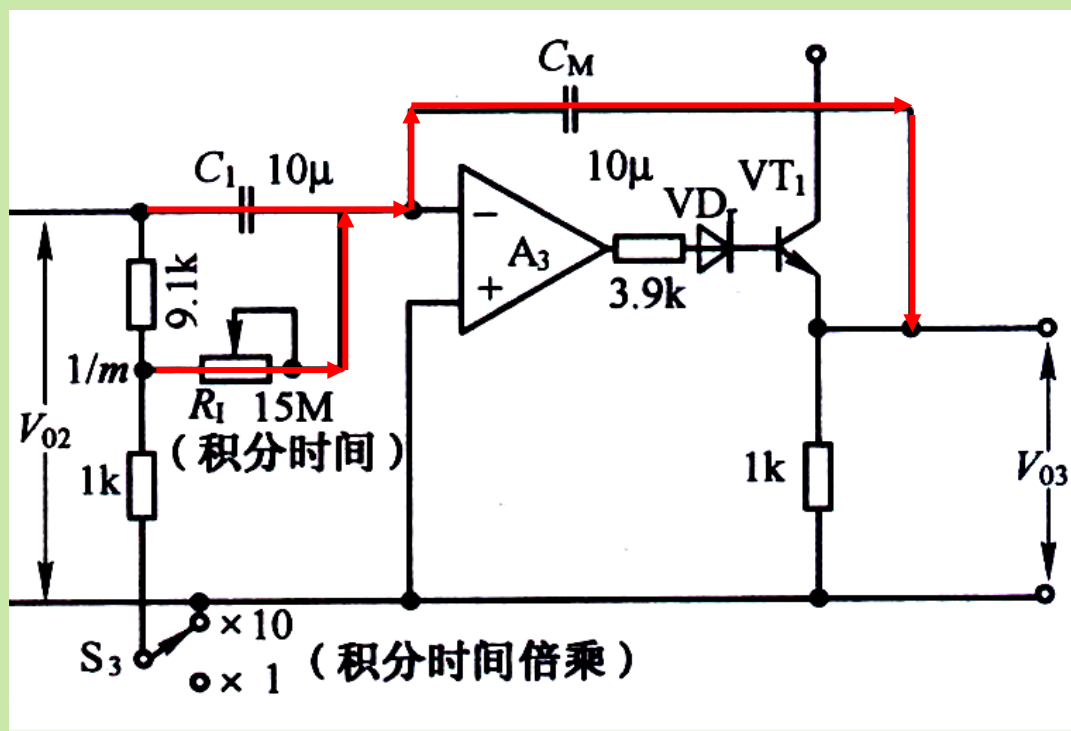 C_M
C_1 10μ
10μ
VT_1
VD
−
A_3
+
9.1k
3.9k
1/m
R_I 15M
V_02
(积分时间)
1k
1k
V_03
× 10
S_3
(积分时间倍乘)
× 1